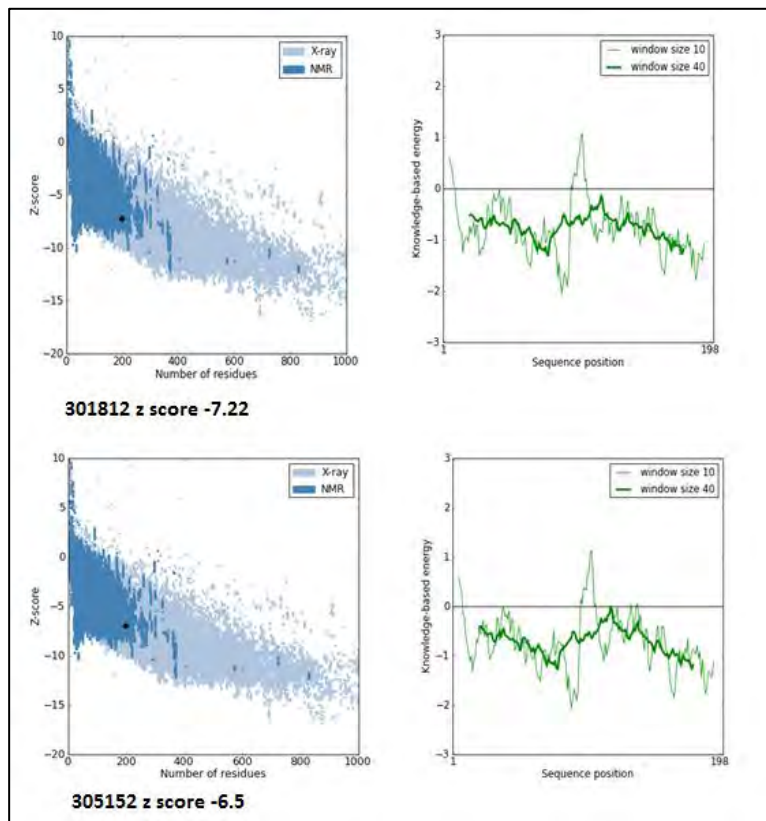 10
5
0
−5
−10
−15
−20
Z-score
X-ray
NMR
0 200 400 600 800 1000
Number of residues
3
2
1
0
−1
−2
−3
Knowledge-based energy
window size 10
window size 40
1 198
Sequence position
301812 z score -7.22
10
5
0
−5
−10
−15
−20
Z-score
X-ray
NMR
0 200 400 600 800 1000
Number of residues
3
2
1
0
−1
−2
−3
Knowledge-based energy
window size 10
window size 40
1 198
Sequence position
305152 z score -6.5